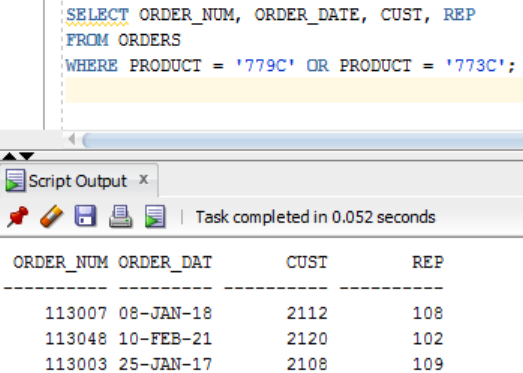 SELECT ORDER_NUM, ORDER_DATE, CUST, REP
FROM ORDERS
WHERE PRODUCT = '779C' OR PRODUCT = '773C';
Script Output x
Task completed in 0.052 seconds
ORDER_NUM ORDER_DAT CUST REP
---------- --------- ---------- ----------
113007 08-JAN-18 2112 108
113048 10-FEB-21 2120 102
113003 25-JAN-17 2108 109